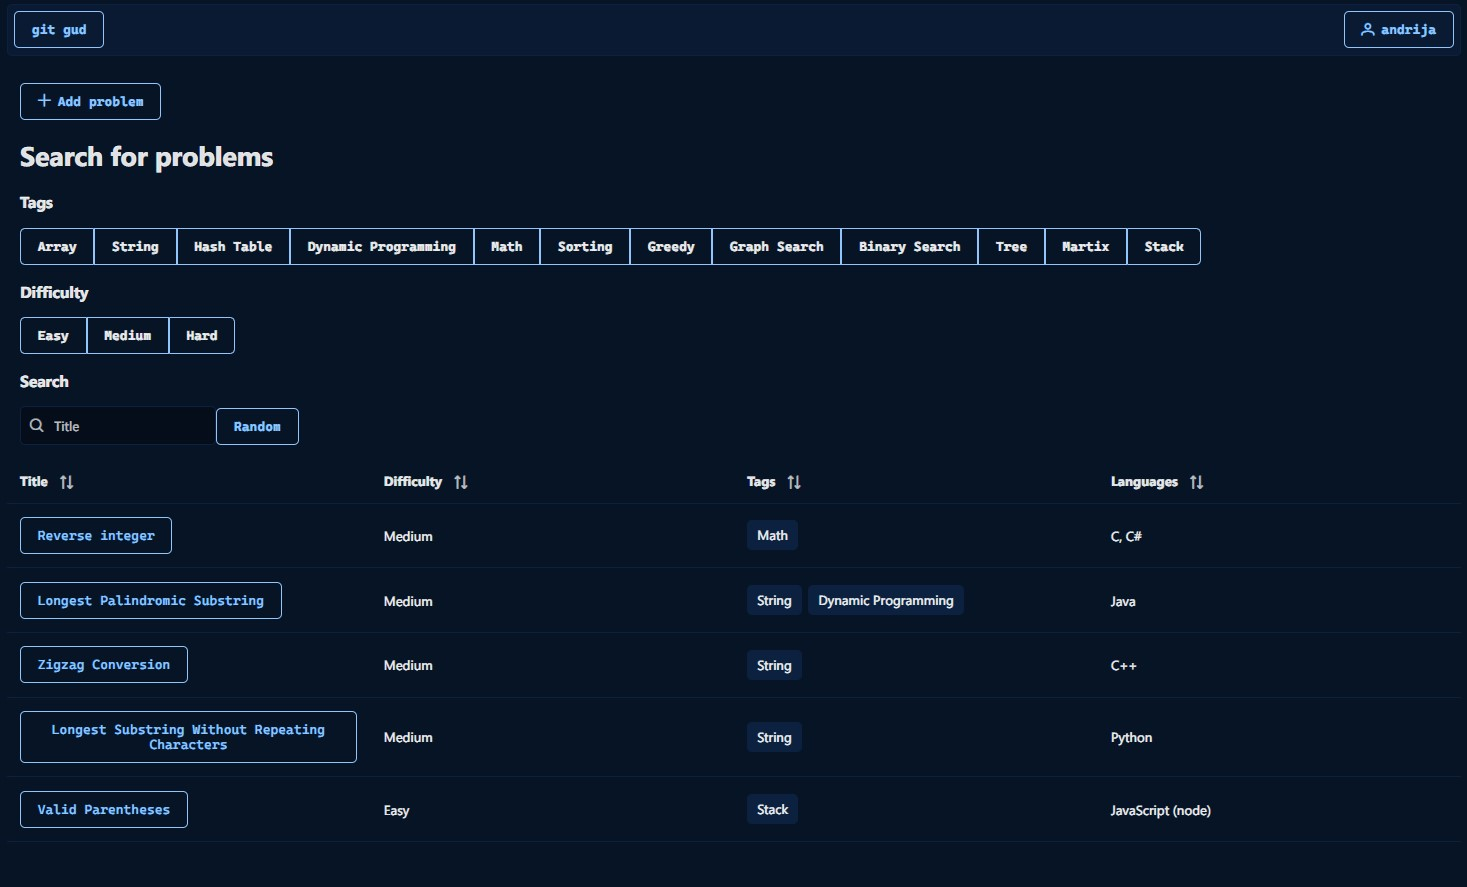 git gud
andrija
Add problem
Search for problems
Tags
Array String Hash Table Dynamic Programming Math Sorting Greedy Graph Search Binary Search Tree Martix Stack
Difficulty
Easy Medium Hard
Search
Title Random
Title Difficulty Tags Languages
Reverse integer Medium Math C, C#
Longest Palindromic Substring Medium String Dynamic Programming Java
Zigzag Conversion Medium String C++
Longest Substring Without Repeating
Characters Medium String Python
Valid Parentheses Easy Stack JavaScript (node)